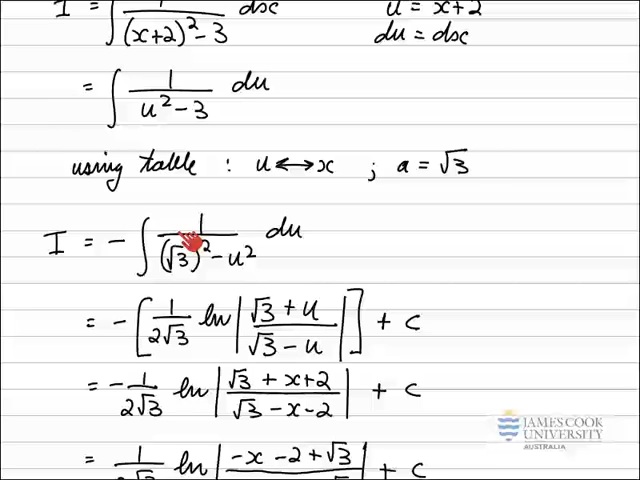 I = ∫ 1/((x+2)² − 3) dx    u = x+2
du = dx
= ∫ 1/(u² − 3) du
using table : u ⟷ x ; a = √3
I = − ∫ 1/((√3)² − u²) du
= − [ 1/(2√3) ln | (√3 + u)/(√3 − u) | ] + c
= − 1/(2√3) ln | (√3 + x+2)/(√3 − x − 2) | + c
= 1/(2√3) ln | (−x − 2 + √3)/ | + c
JAMES COOK
UNIVERSITY
AUSTRALIA